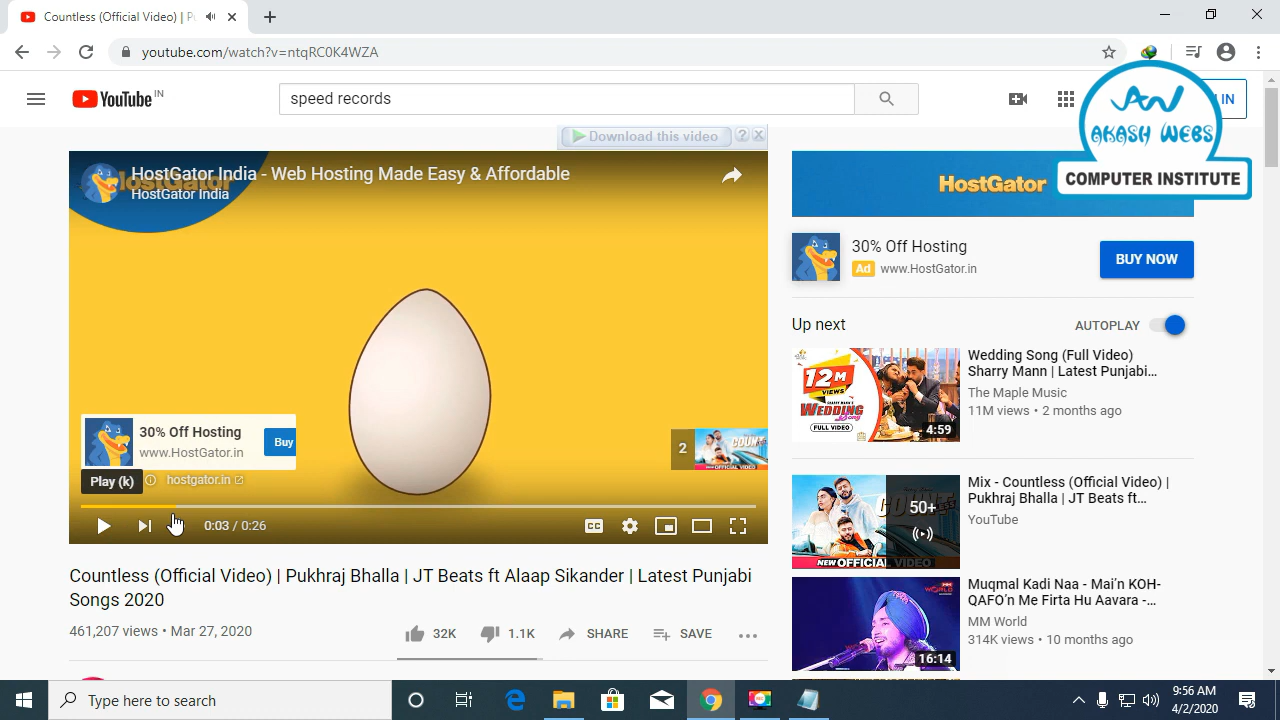 Countless (Official Video) | P
youtube.com/watch?v=ntqRC0K4WZA
YouTube IN
speed records
IN
AKASH WEBS
COMPUTER INSTITUTE
Download this video
HostGator India - Web Hosting Made Easy & Affordable
HostGator India
HostGator
30% Off Hosting
Ad www.HostGator.in
BUY NOW
Up next
AUTOPLAY
12M
VIEWS
WEDDING
SONG
FULL VIDEO
4:59
Wedding Song (Full Video)
Sharry Mann | Latest Punjabi...
The Maple Music
11M views • 2 months ago
30% Off Hosting
www.HostGator.in
Buy
2
Play (k)
hostgator.in
0:03 / 0:26
CC
50+
NEW OFFICIAL VIDEO
Mix - Countless (Official Video) |
Pukhraj Bhalla | JT Beats ft...
YouTube
Countless (Official Video) | Pukhraj Bhalla | JT Beats ft Alaap Sikander | Latest Punjabi
Songs 2020
461,207 views • Mar 27, 2020
32K
1.1K
SHARE
SAVE
MM WORLD
16:14
Muqmal Kadi Naa - Mai'n KOH-
QAFO'n Me Firta Hu Aavara -...
MM World
314K views • 10 months ago
Type here to search
9:56 AM
4/2/2020